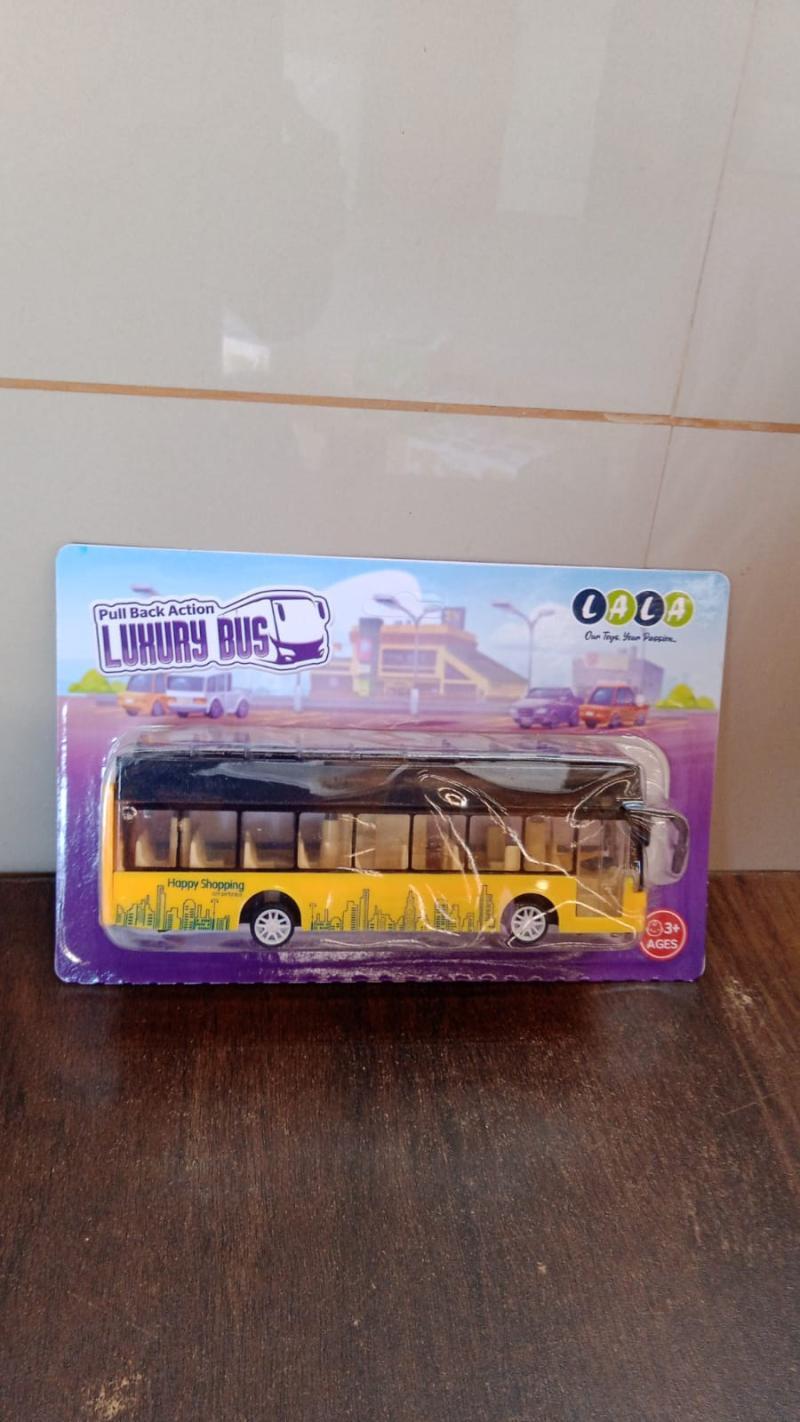 Pull Back Action
LUXURY BUS
LALA
Our Toys. Your Passion..
Happy Shopping
3+
AGES